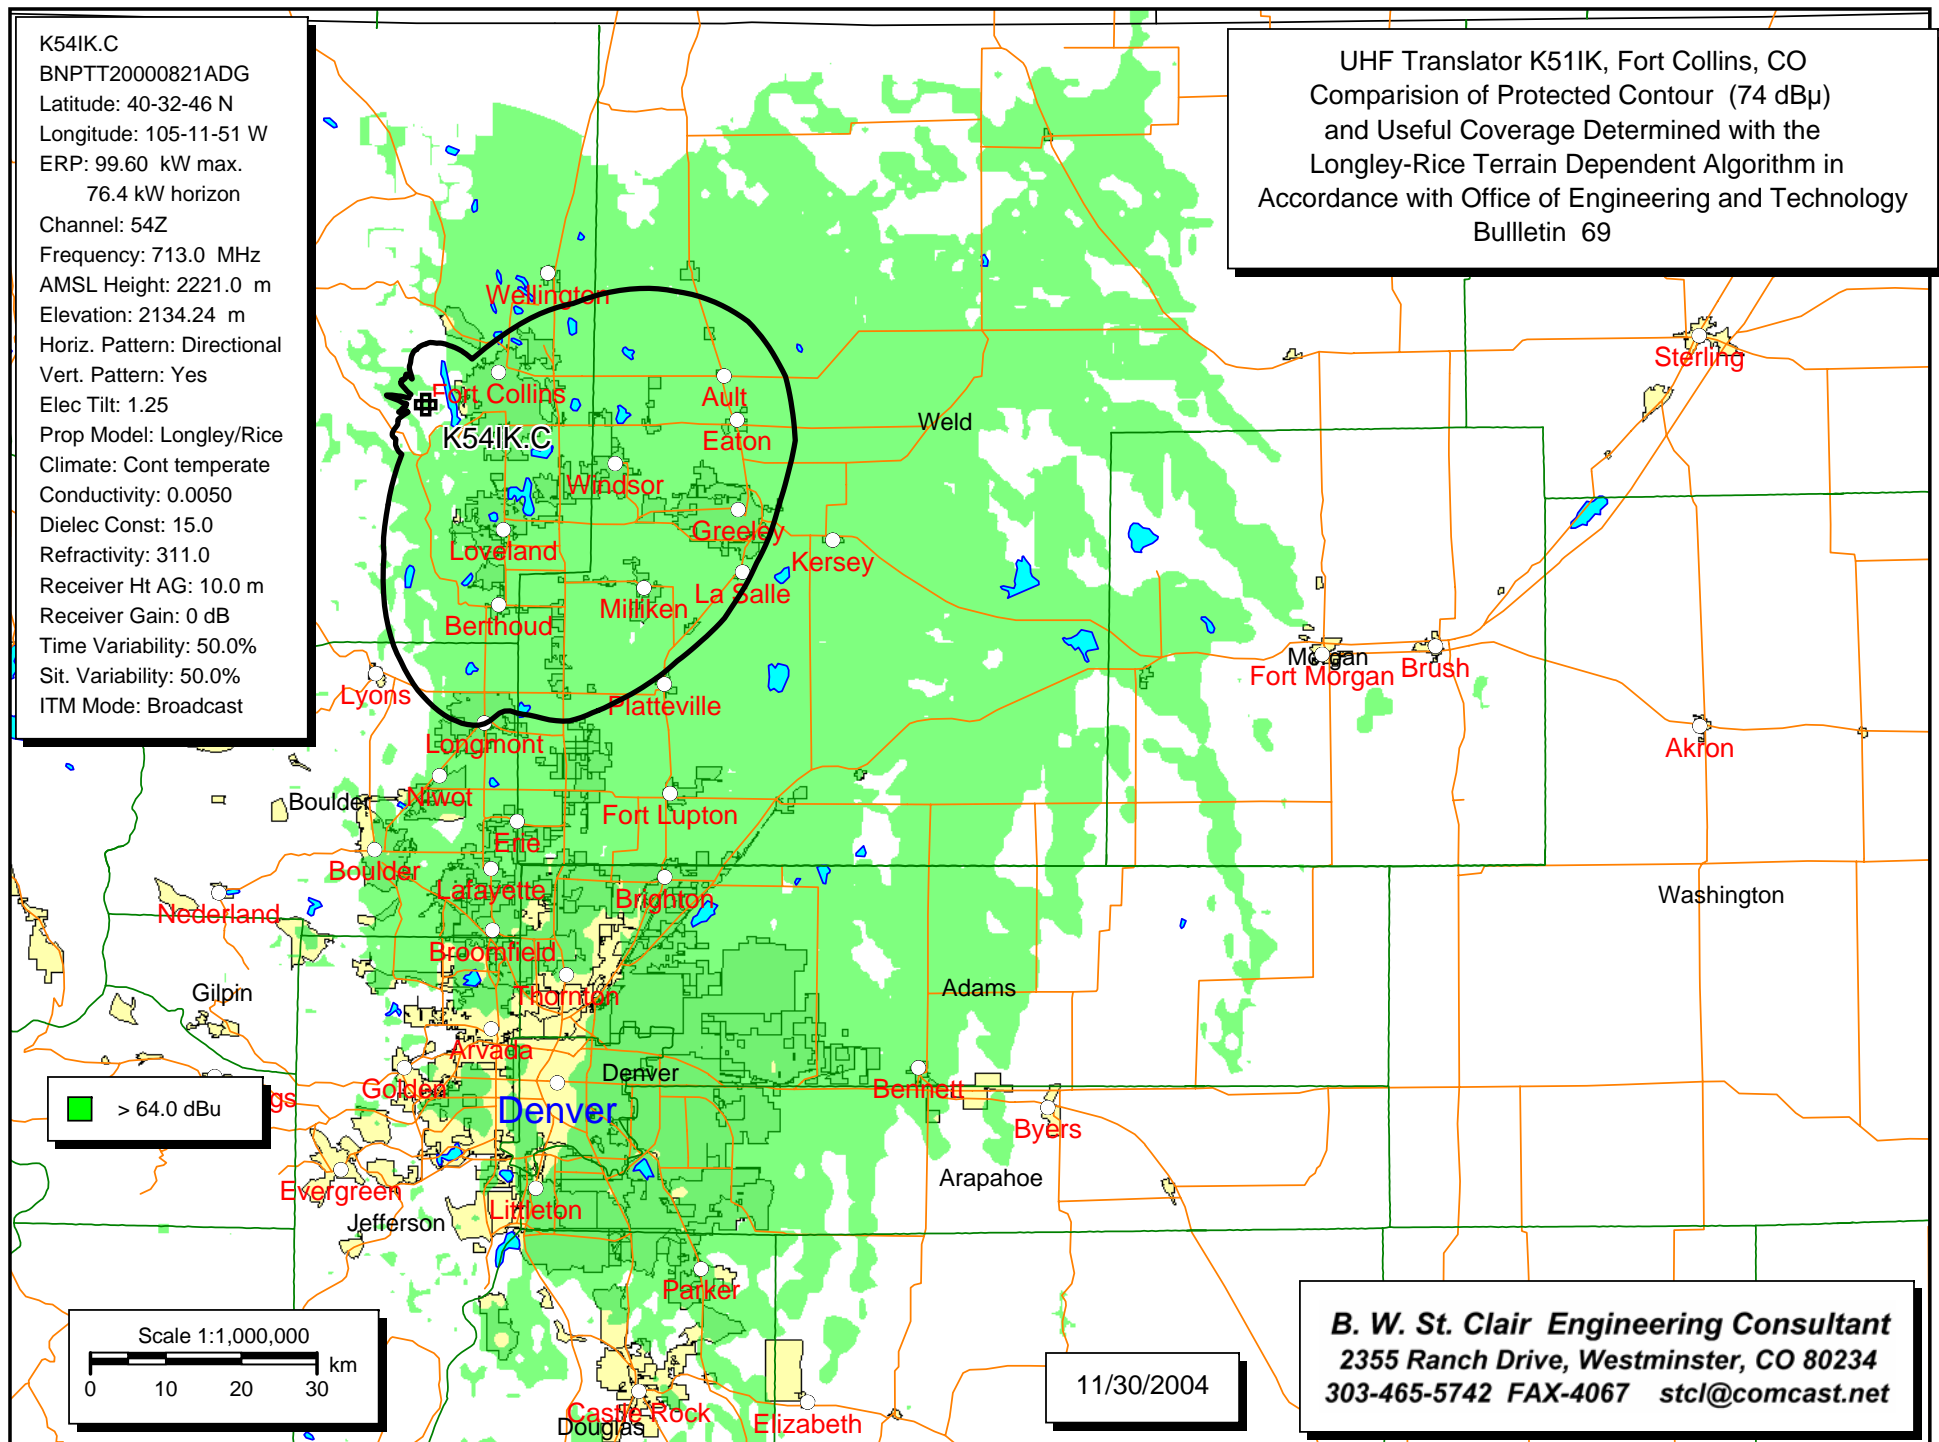 K54IK.C
BNPTT20000821ADG
Latitude: 40-32-46 N
Longitude: 105-11-51 W
ERP: 99.60 kW max.
76.4 kW horizon
Channel: 54Z
Frequency: 713.0 MHz
AMSL Height: 2221.0 m
Elevation: 2134.24 m
Horiz. Pattern: Directional
Vert. Pattern: Yes
Elec Tilt: 1.25
Prop Model: Longley/Rice
Climate: Cont temperate
Conductivity: 0.0050
Dielec Const: 15.0
Refractivity: 311.0
Receiver Ht AG: 10.0 m
Receiver Gain: 0 dB
Time Variability: 50.0%
Sit. Variability: 50.0%
ITM Mode: Broadcast
UHF Translator K51IK, Fort Collins, CO
Comparision of Protected Contour (74 dBµ)
and Useful Coverage Determined with the
Longley-Rice Terrain Dependent Algorithm in
Accordance with Office of Engineering and Technology
Bullletin 69
Wellington
Sterling
Fort Collins
Ault
Weld
K54IK.C
Eaton
Windsor
Greeley
Loveland
Kersey
La Salle
Milliken
Berthoud
Morgan
Fort Morgan
Brush
Lyons
Platteville
Longmont
Akron
Niwot
Boulder
Fort Lupton
Erie
Boulder
Lafayette
Brighton
Washington
Nederland
Broomfield
Gilpin
Thornton
Adams
Arvada
Denver
Golden
Bennett
gs
> 64.0 dBu
Denver
Byers
Arapahoe
Evergreen
Littleton
Jefferson
Parker
Scale 1:1,000,000
km
0 10 20 30
11/30/2004
Castle Rock
Elizabeth
Douglas
B. W. St. Clair Engineering Consultant
2355 Ranch Drive, Westminster, CO 80234
303-465-5742 FAX-4067 stcl@comcast.net